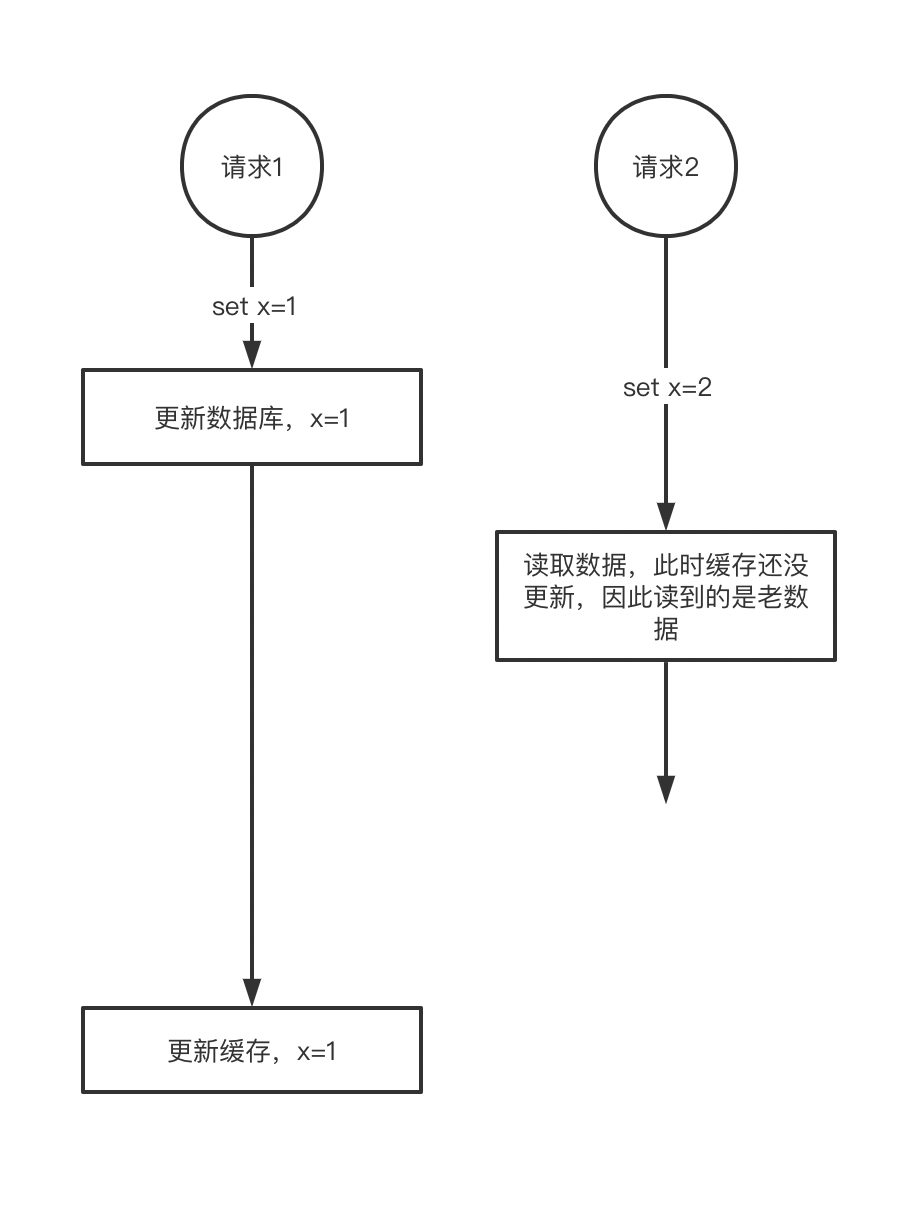 请求1
set x=1
更新数据库，x=1
更新缓存，x=1
请求2
set x=2
读取数据，此时缓存还没
更新，因此读到的是老数
据